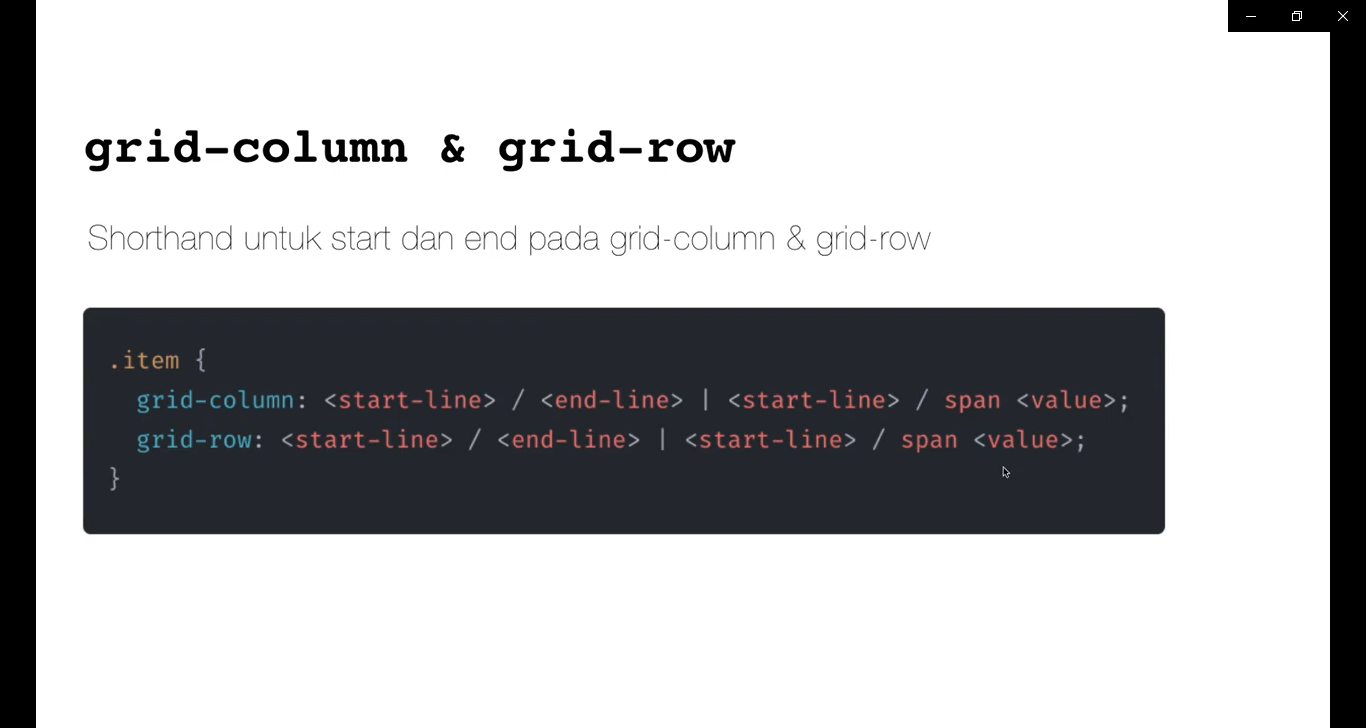 grid-column & grid-row
Shorthand untuk start dan end pada grid-column & grid-row
.item {
grid-column: <start-line> / <end-line> | <start-line> / span <value>;
grid-row: <start-line> / <end-line> | <start-line> / span <value>;
}